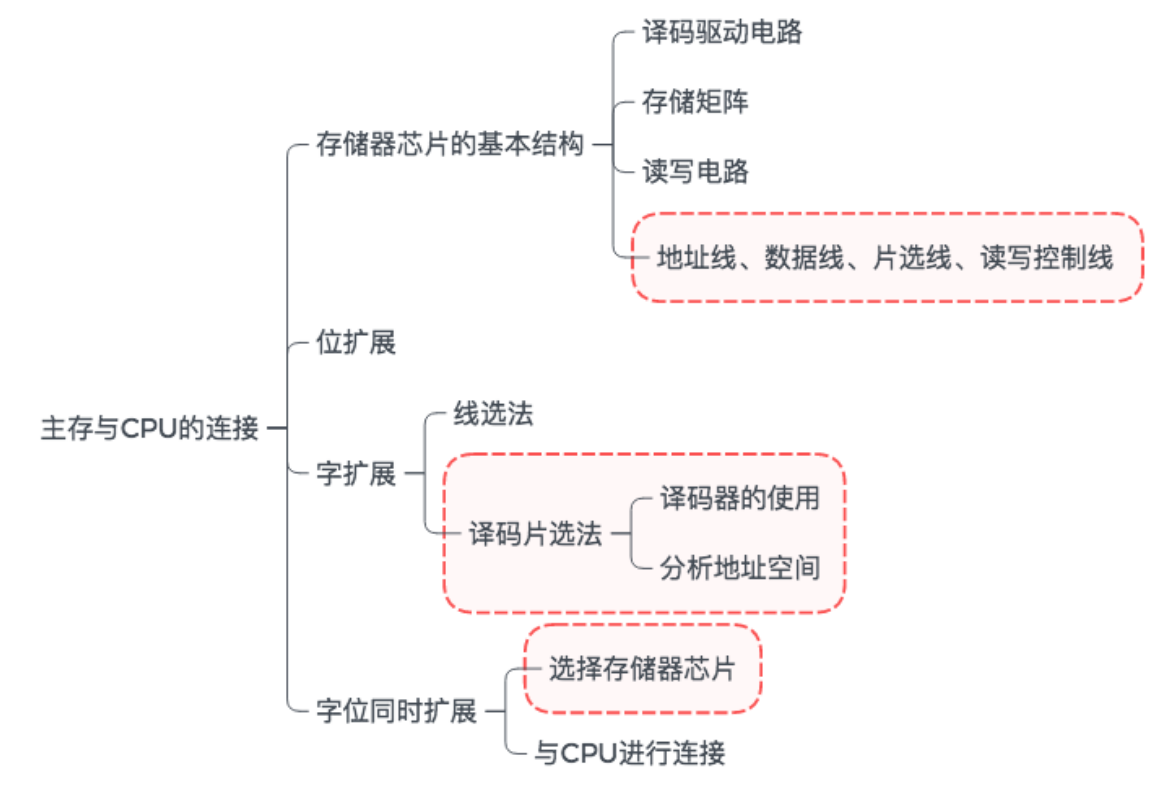 译码驱动电路
存储矩阵
存储器芯片的基本结构
读写电路
地址线、数据线、片选线、读写控制线
位扩展
主存与CPU的连接
线选法
字扩展
译码器的使用
译码片选法
分析地址空间
选择存储器芯片
字位同时扩展
与CPU进行连接